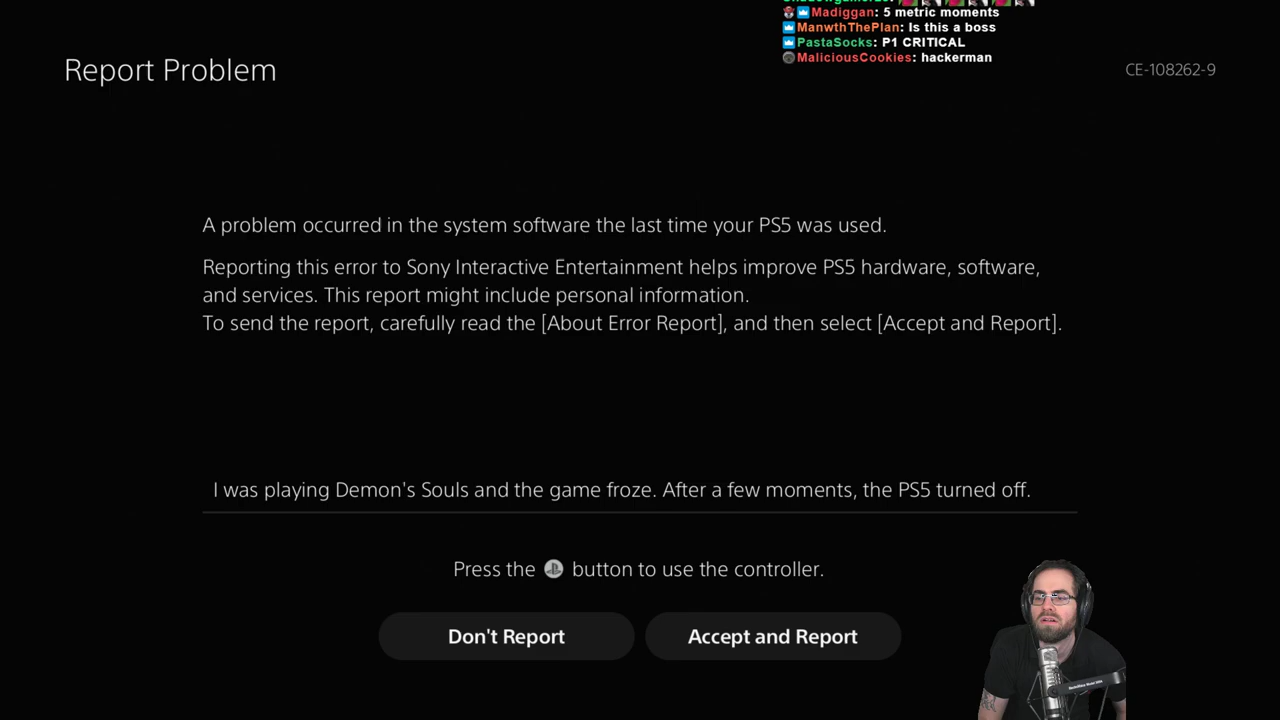 Madiggan: 5 metric moments
ManwthThePlan: Is this a boss
PastaSocks: P1 CRITICAL
MaliciousCookies: hackerman
Report Problem
CE-108262-9
A problem occurred in the system software the last time your PS5 was used.
Reporting this error to Sony Interactive Entertainment helps improve PS5 hardware, software,
and services. This report might include personal information.
To send the report, carefully read the [About Error Report], and then select [Accept and Report].
I was playing Demon's Souls and the game froze. After a few moments, the PS5 turned off.
Press the button to use the controller.
Don't Report
Accept and Report